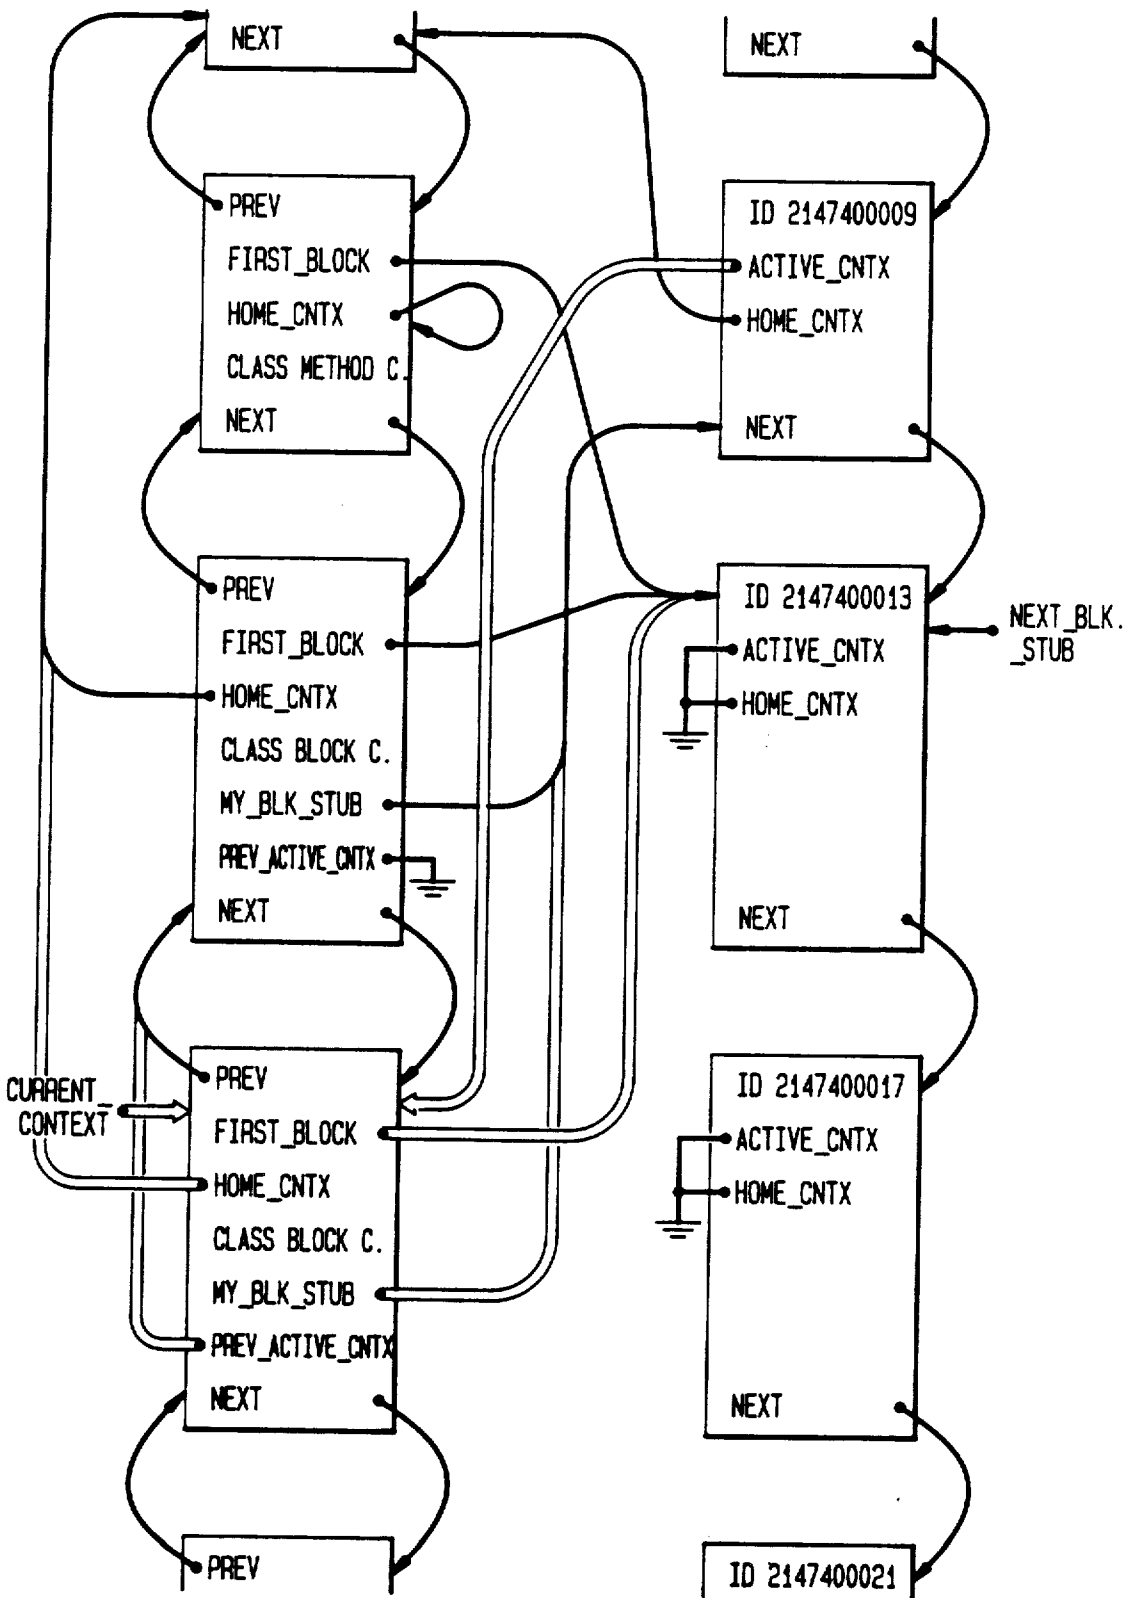 NEXT
PREV
FIRST_BLOCK
HOME_CNTX
CLASS METHOD C.
NEXT
PREV
FIRST_BLOCK
HOME_CNTX
CLASS BLOCK C.
MY_BLK_STUB
PREV_ACTIVE_CNTX
NEXT
CURRENT_
CONTEXT
PREV
FIRST_BLOCK
HOME_CNTX
CLASS BLOCK C.
MY_BLK_STUB
PREV_ACTIVE_CNTX
NEXT
PREV
NEXT
ID 2147400009
ACTIVE_CNTX
HOME_CNTX
NEXT
ID 2147400013
ACTIVE_CNTX
HOME_CNTX
NEXT
NEXT_BLK.
_STUB
ID 2147400017
ACTIVE_CNTX
HOME_CNTX
NEXT
ID 2147400021